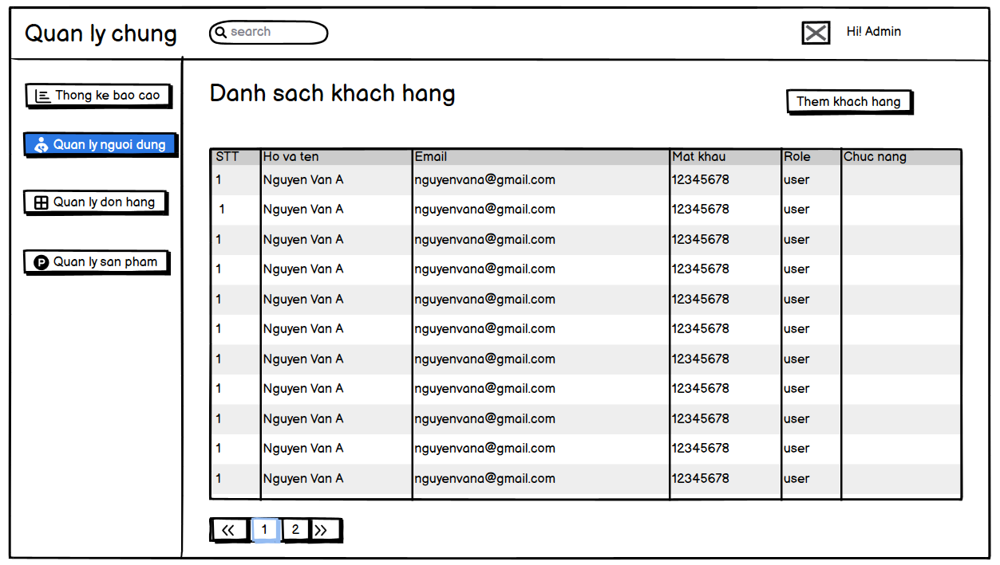 Quan ly chung
search
Hi! Admin
Thong ke bao cao
Quan ly nguoi dung
Quan ly don hang
Quan ly san pham
Danh sach khach hang
Them khach hang
STT Ho va ten Email Mat khau Role Chuc nang
1 Nguyen Van A nguyenvana@gmail.com 12345678 user
1 Nguyen Van A nguyenvana@gmail.com 12345678 user
1 Nguyen Van A nguyenvana@gmail.com 12345678 user
1 Nguyen Van A nguyenvana@gmail.com 12345678 user
1 Nguyen Van A nguyenvana@gmail.com 12345678 user
1 Nguyen Van A nguyenvana@gmail.com 12345678 user
1 Nguyen Van A nguyenvana@gmail.com 12345678 user
1 Nguyen Van A nguyenvana@gmail.com 12345678 user
1 Nguyen Van A nguyenvana@gmail.com 12345678 user
1 Nguyen Van A nguyenvana@gmail.com 12345678 user
1 Nguyen Van A nguyenvana@gmail.com 12345678 user
« 1 2 »